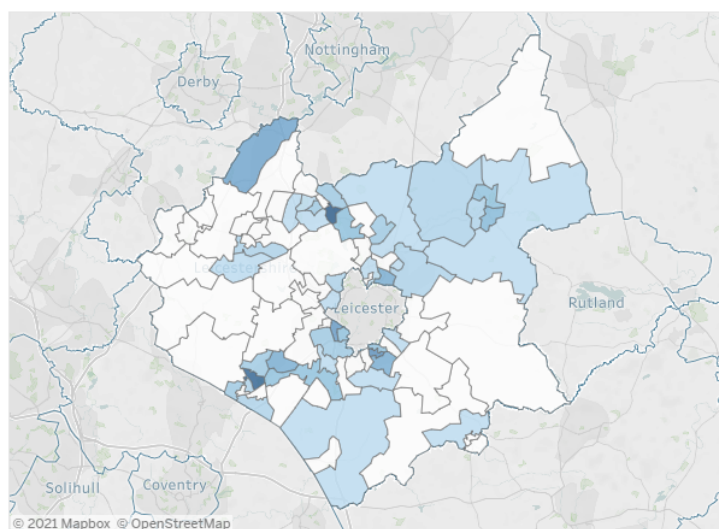 Nottingham
Derby
Leicestershire
Leicester
Rutland
Coventry
Solihull
© 2021 Mapbox © OpenStreetMap